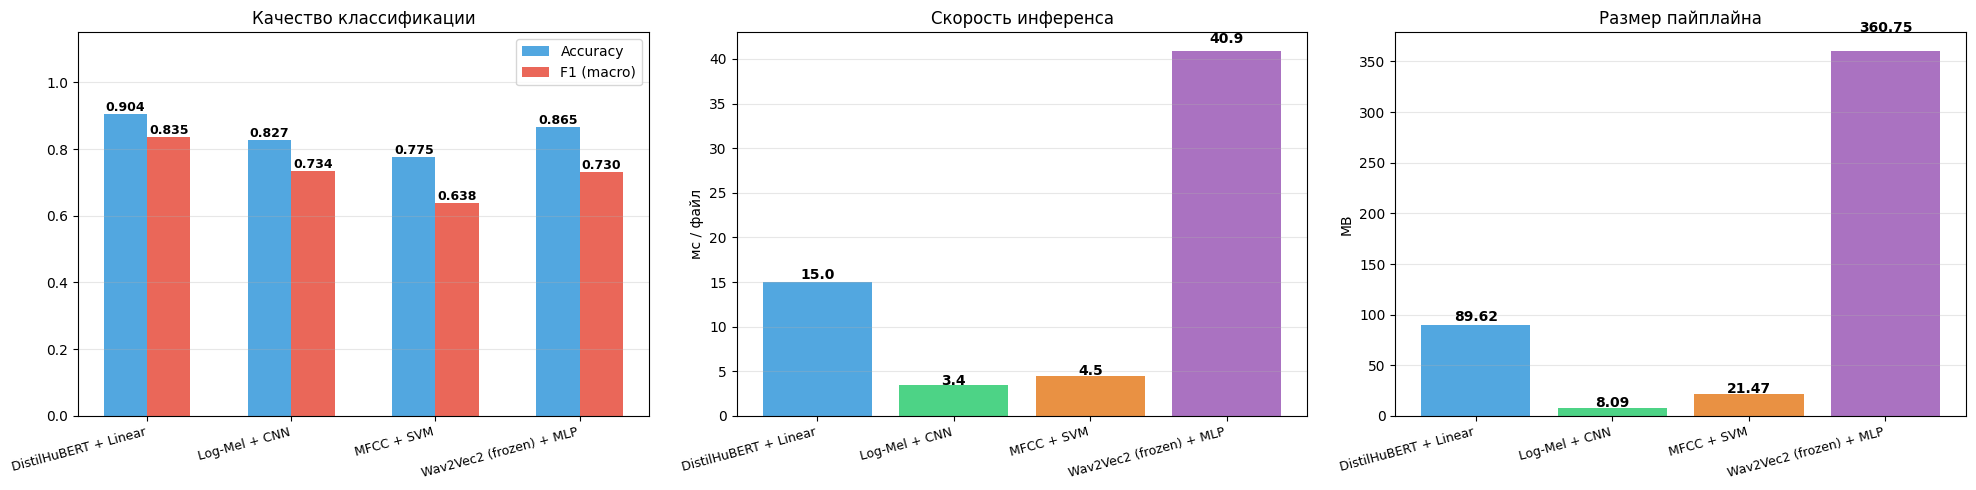 Качество классификации
Accuracy
F1 (macro)
1.0
0.8
0.6
0.4
0.2
0.0
0.904
0.835
0.827
0.734
0.775
0.638
0.865
0.730
DistilHuBERT + Linear
Log-Mel + CNN
MFCC + SVM
Wav2Vec2 (frozen) + MLP
Скорость инференса
мс / файл
40
35
30
25
20
15
10
5
0
15.0
3.4
4.5
40.9
DistilHuBERT + Linear
Log-Mel + CNN
MFCC + SVM
Wav2Vec2 (frozen) + MLP
Размер пайплайна
MB
350
300
250
200
150
100
50
0
89.62
8.09
21.47
360.75
DistilHuBERT + Linear
Log-Mel + CNN
MFCC + SVM
Wav2Vec2 (frozen) + MLP